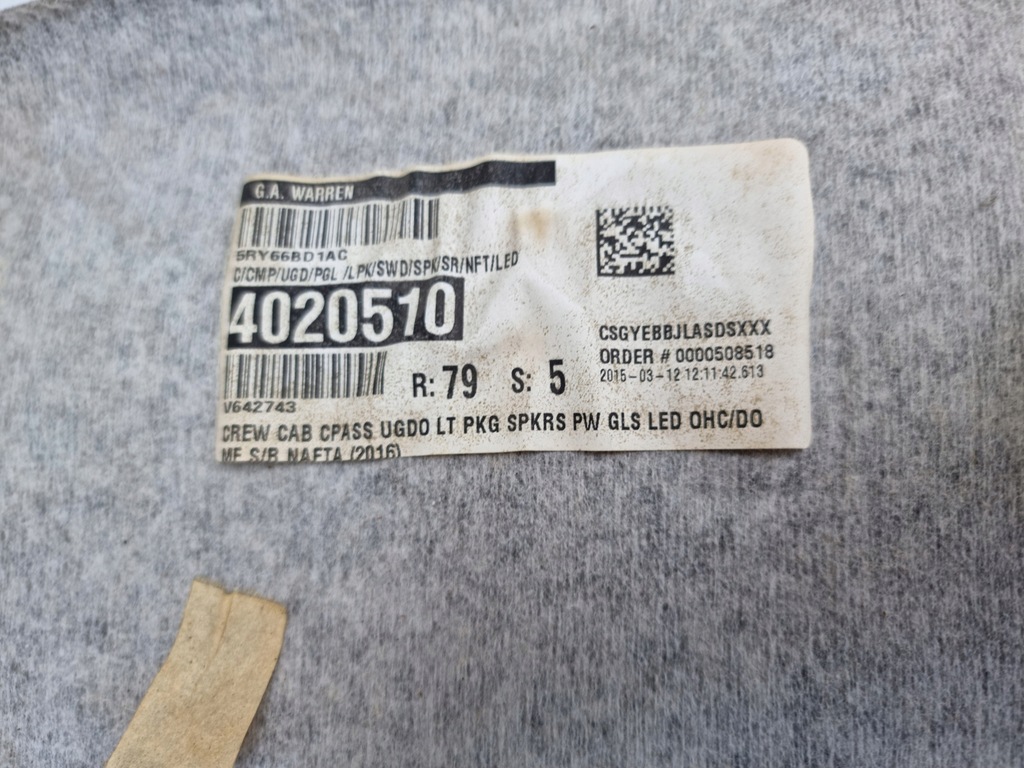 G.A. WARREN
5RY66BD1AC
C/CMP/UGD/PGL /LPK/SWD/SPK/SR/NFT/LED
4020510
CSGYEBBJLASDSXXX
ORDER # 0000508518
2015-03-12 12:11:42.613
R: 79 S: 5
V642743
CREW CAB CPASS UGDO LT PKG SPKRS PW GLS LED OHC/DO
ME S/R NAFTA (2016)